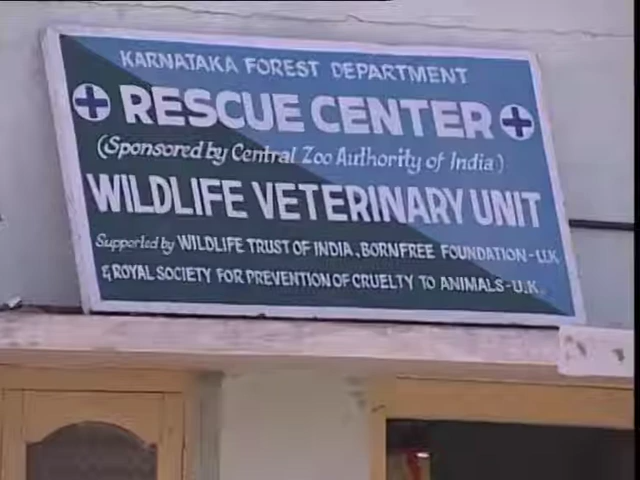 KARNATAKA FOREST DEPARTMENT
RESCUE CENTER
(Sponsored by Central Zoo Authority of India)
WILDLIFE VETERINARY UNIT
Supported by WILDLIFE TRUST OF INDIA, BORNFREE FOUNDATION-U.K
& ROYAL SOCIETY FOR PREVENTION OF CRUELTY TO ANIMALS-U.K.